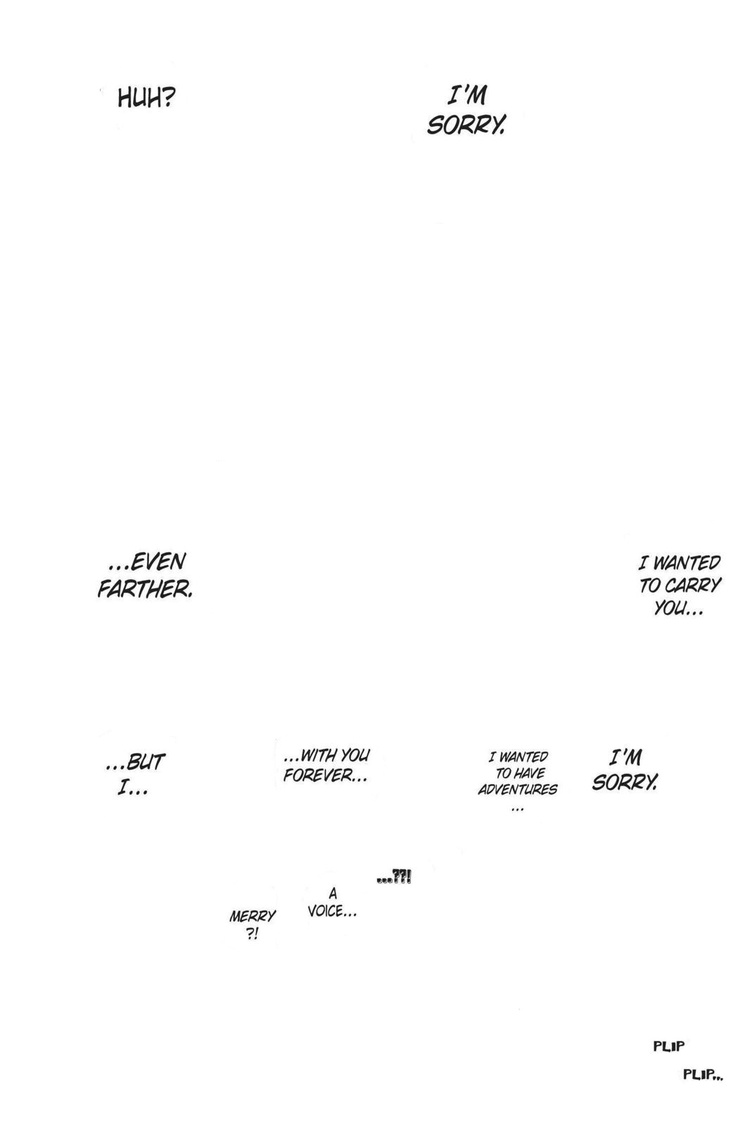 I'M
SORRY.
HUH?
I WANTED
TO CARRY
YOU...
...EVEN
FARTHER.
I'M
SORRY.
I WANTED
TO HAVE
ADVENTURES
...
...WITH YOU
FOREVER...
...BUT
I...
...??!
A
VOICE...
MERRY
?!
PLIP
PLIP...